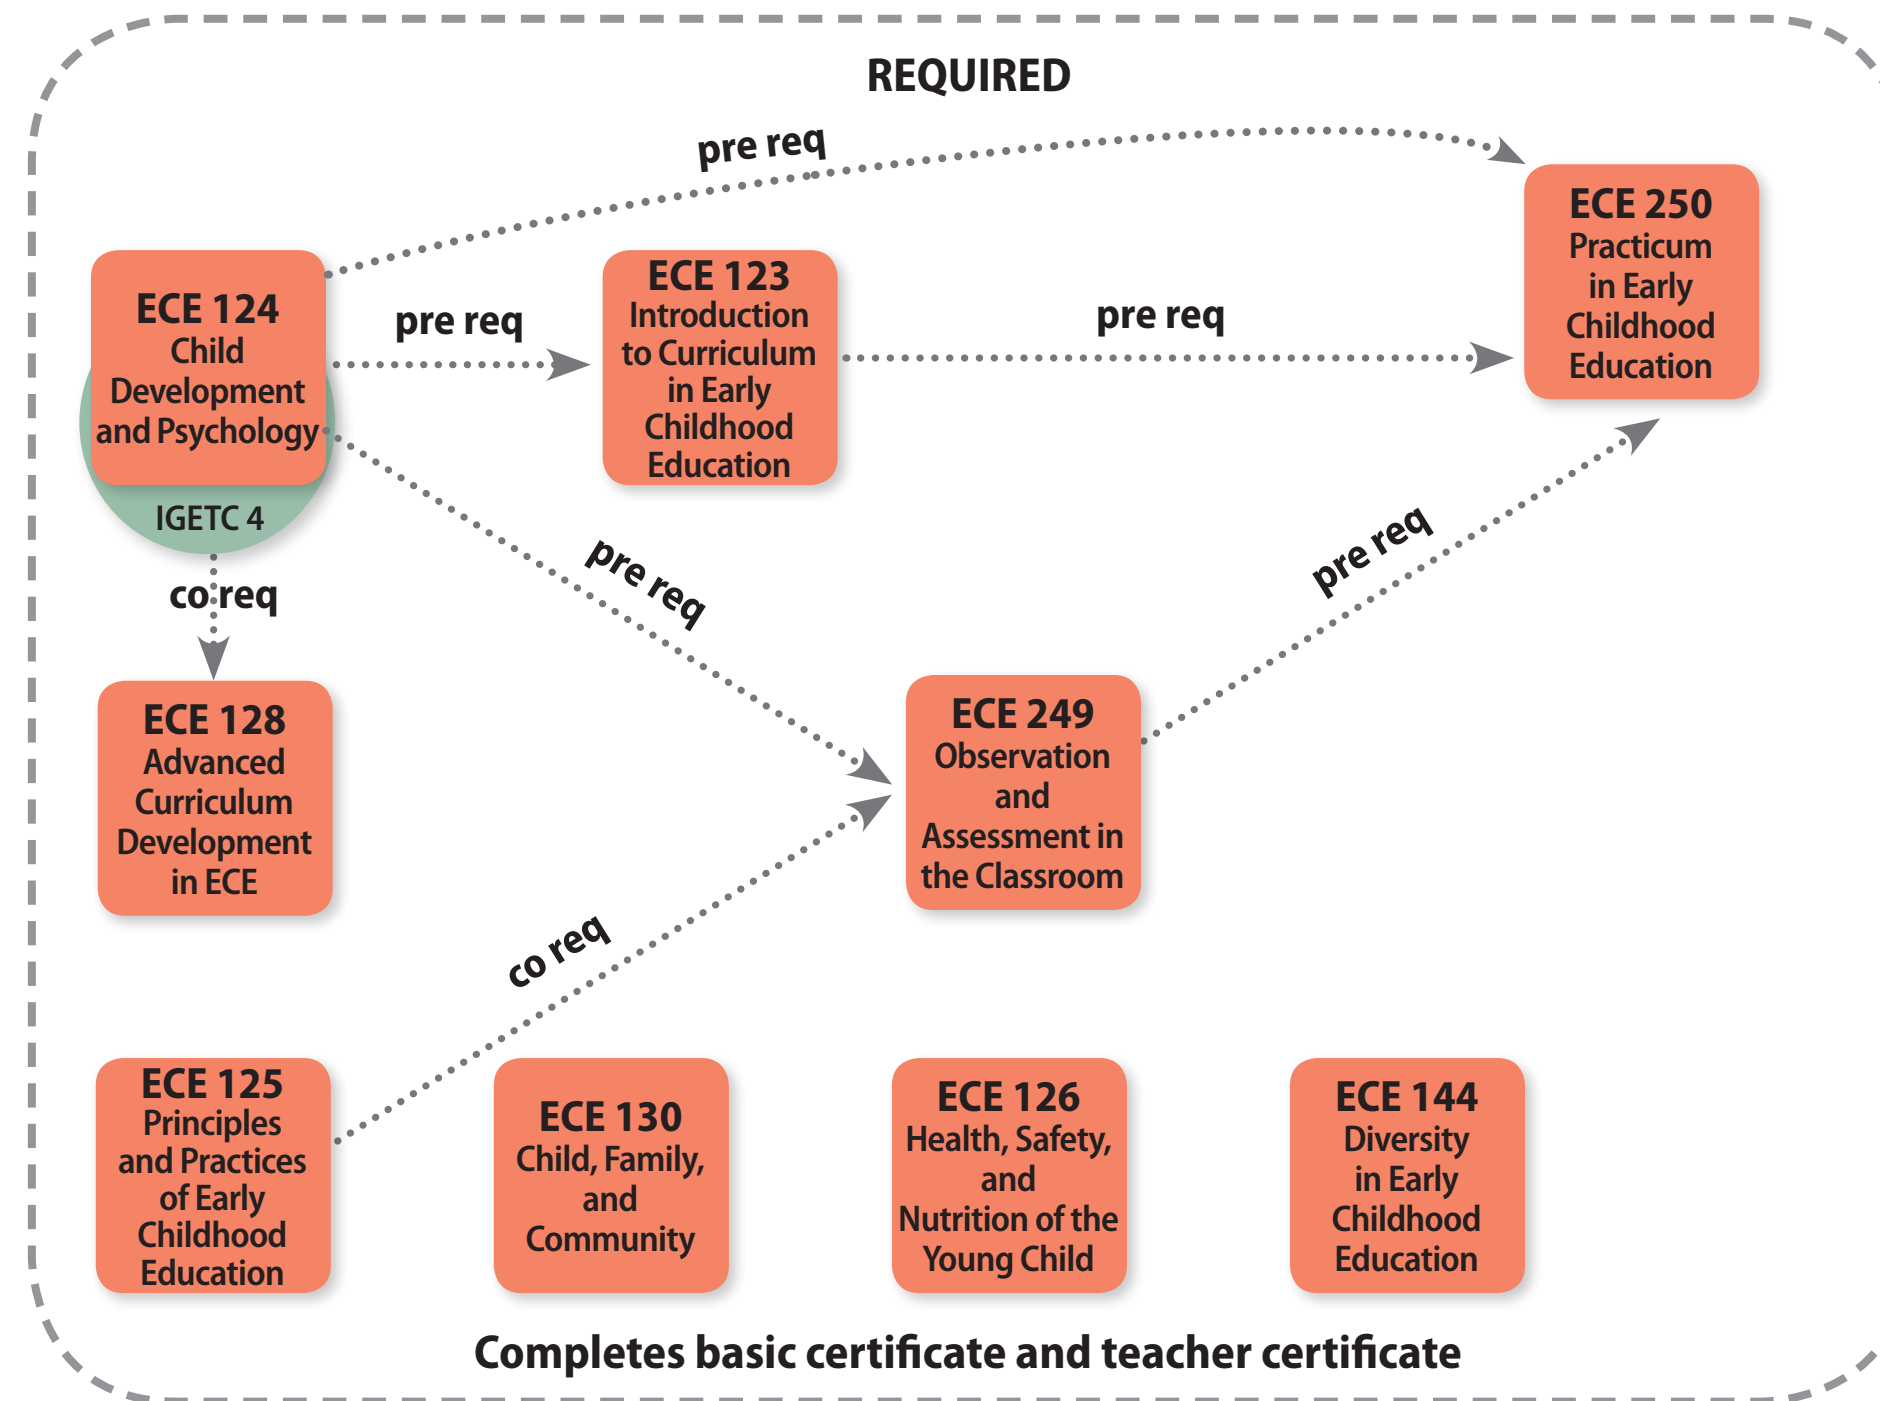 REQUIRED
pre req
ECE 250
Practicum
in Early
Childhood
Education
ECE 124
Child
Development
and Psychology
IGETC 4
pre req
ECE 123
Introduction
to Curriculum
in Early
Childhood
Education
pre req
co req
pre req
pre req
ECE 128
Advanced
Curriculum
Development
in ECE
ECE 249
Observation
and
Assessment in
the Classroom
co req
ECE 125
Principles
and Practices
of Early
Childhood
Education
ECE 130
Child, Family,
and
Community
ECE 126
Health, Safety,
and
Nutrition of the
Young Child
ECE 144
Diversity
in Early
Childhood
Education
Completes basic certificate and teacher certificate